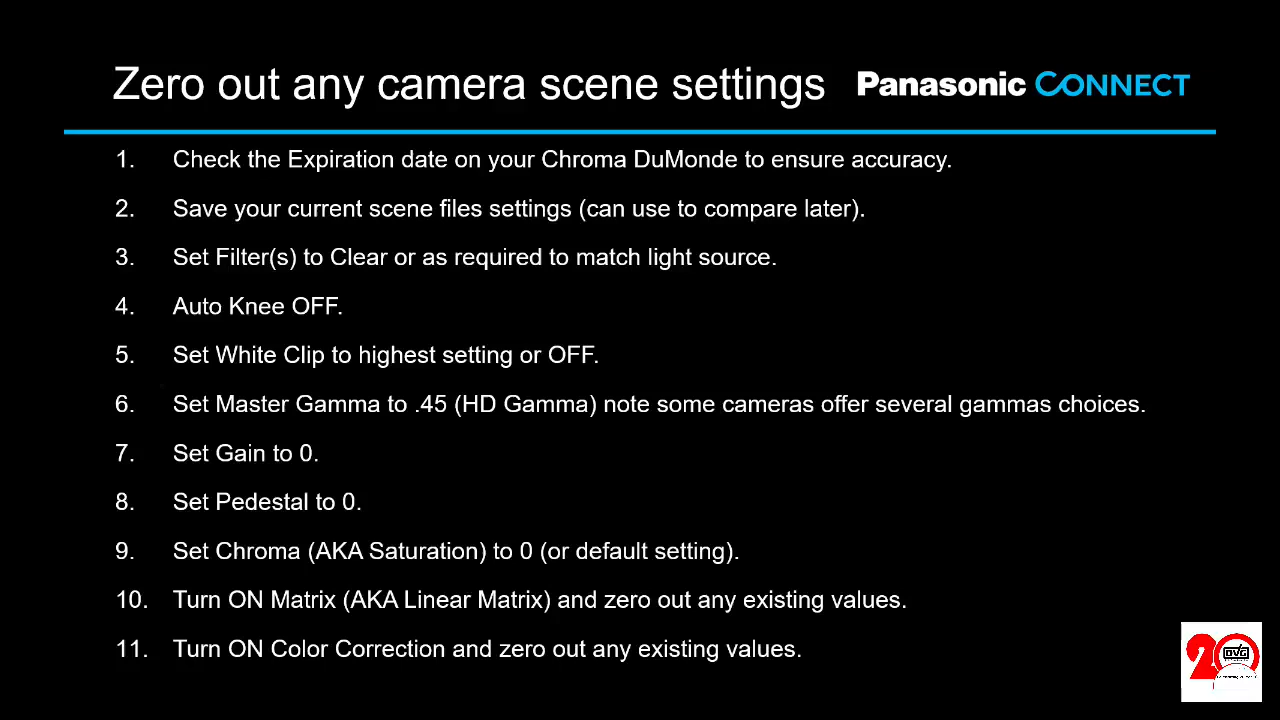 Zero out any camera scene settings Panasonic CONNECT
1. Check the Expiration date on your Chroma DuMonde to ensure accuracy.
2. Save your current scene files settings (can use to compare later).
3. Set Filter(s) to Clear or as required to match light source.
4. Auto Knee OFF.
5. Set White Clip to highest setting or OFF.
6. Set Master Gamma to .45 (HD Gamma) note some cameras offer several gammas choices.
7. Set Gain to 0.
8. Set Pedestal to 0.
9. Set Chroma (AKA Saturation) to 0 (or default setting).
10. Turn ON Matrix (AKA Linear Matrix) and zero out any existing values.
11. Turn ON Color Correction and zero out any existing values.
20
DVG